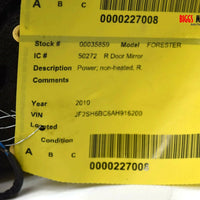 A B C
0000227008
BIGGS
Stock # 00035859 Model FORESTER
IC # 50272 R Door Mirror
Description Power, non-heated, R.
Comments
Year 2010
VIN JF2SH6BC6AH916200
Located
Condition
A B C
0000227008